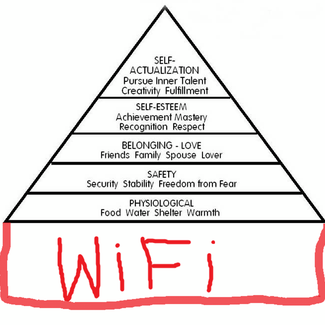 SELF-
ACTUALIZATION
Pursue Inner Talent
Creativity Fulfillment
SELF-ESTEEM
Achievement Mastery
Recognition Respect
BELONGING - LOVE
Friends Family Spouse Lover
SAFETY
Security Stability Freedom from Fear
PHYSIOLOGICAL
Food Water Shelter Warmth
WiFi